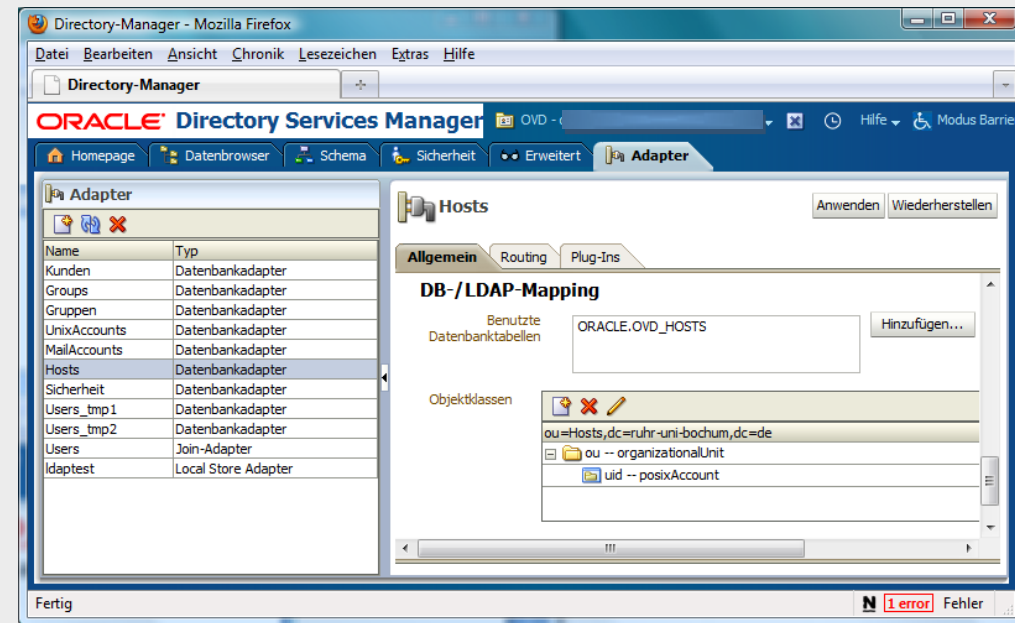 Directory-Manager - Mozilla Firefox
Datei Bearbeiten Ansicht Chronik Lesezeichen Extras Hilfe
Directory-Manager
ORACLE Directory Services Manager OVD - Hilfe Modus Barrie
Homepage Datenbrowser Schema Sicherheit Erweitert Adapter
Adapter
Name Typ
Kunden Datenbankadapter
Groups Datenbankadapter
Gruppen Datenbankadapter
UnixAccounts Datenbankadapter
MailAccounts Datenbankadapter
Hosts Datenbankadapter
Sicherheit Datenbankadapter
Users_tmp1 Datenbankadapter
Users_tmp2 Datenbankadapter
Users Join-Adapter
ldaptest Local Store Adapter
Hosts Anwenden Wiederherstellen
Allgemein Routing Plug-Ins
DB-/LDAP-Mapping
Benutzte
Datenbanktabellen
ORACLE.OVD_HOSTS
Hinzufügen...
Objektklassen
ou=Hosts,dc=ruhr-uni-bochum,dc=de
ou -- organizationalUnit
uid -- posixAccount
Fertig N 1 error Fehler